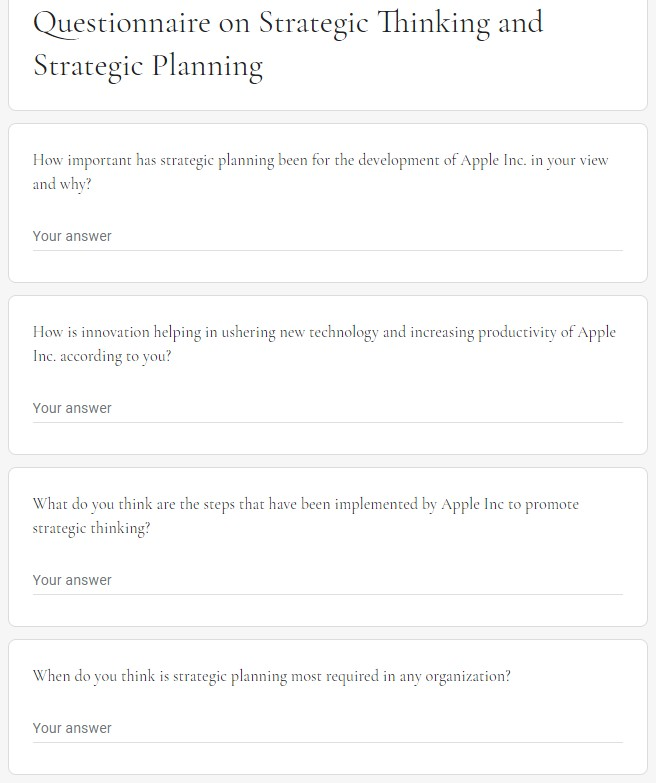 Questionnaire on Strategic Thinking and
Strategic Planning
How important has strategic planning been for the development of Apple Inc. in your view
and why?
Your answer
How is innovation helping in ushering new technology and increasing productivity of Apple
Inc. according to you?
Your answer
What do you think are the steps that have been implemented by Apple Inc to promote
strategic thinking?
Your answer
When do you think is strategic planning most required in any organization?
Your answer